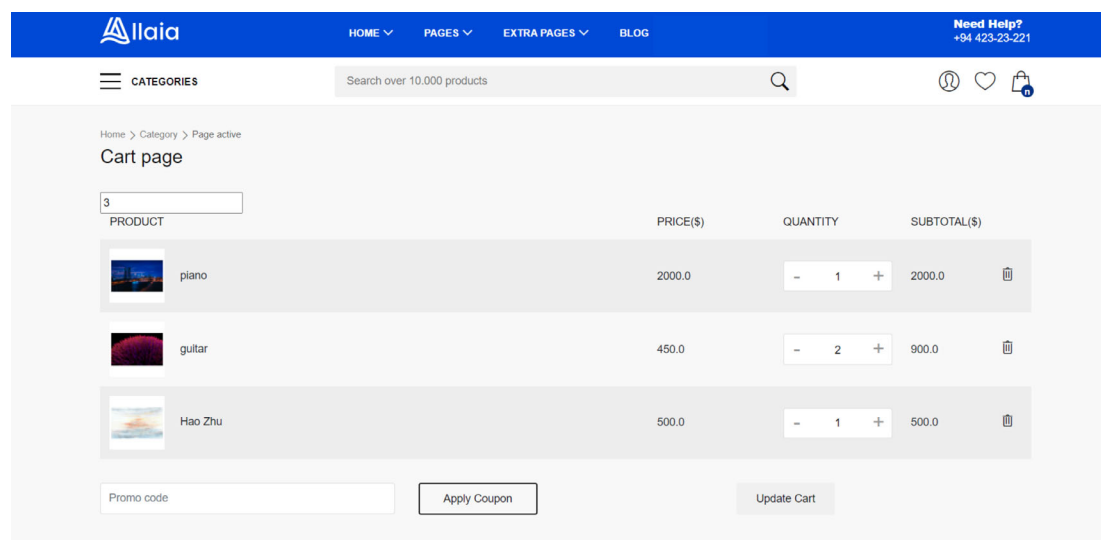 Allaia
HOME PAGES EXTRA PAGES BLOG
Need Help?
+94 423-23-221
CATEGORIES
Search over 10.000 products
n
Home > Category > Page active
Cart page
3
PRODUCT PRICE($) QUANTITY SUBTOTAL($)
piano 2000.0 - 1 + 2000.0
guitar 450.0 - 2 + 900.0
Hao Zhu 500.0 - 1 + 500.0
Promo code Apply Coupon Update Cart